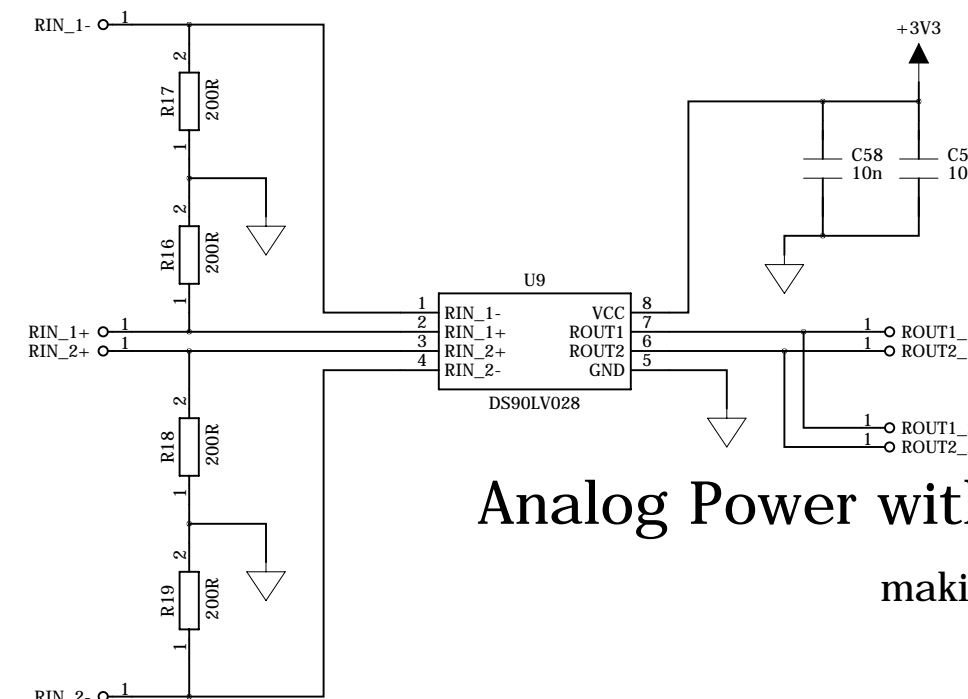 RIN_1- 1
+3V3
2
R17
200R
1
C58
10n
2
R16
200R
1
U9
1 RIN_1- VCC 8
RIN_1+ 1 2 RIN_1+ ROUT1 7 1 ROUT1_
RIN_2+ 1 3 RIN_2+ ROUT2 6 1 ROUT2_
4 RIN_2- GND 5
DS90LV028
2
R18
200R
1
1 ROUT1_
1 ROUT2_
Analog Power
2
R19
200R
1
RIN_2- 1